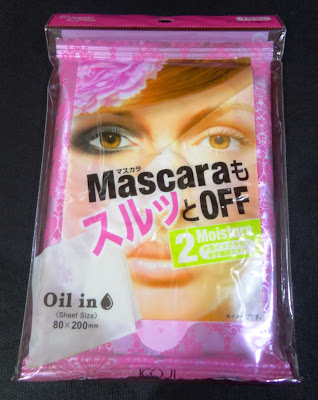 マスカラ
Mascaraも
スルッとOFF
2 Moisture
Oil in
(Sheet Size)
80×200mm
KOJI